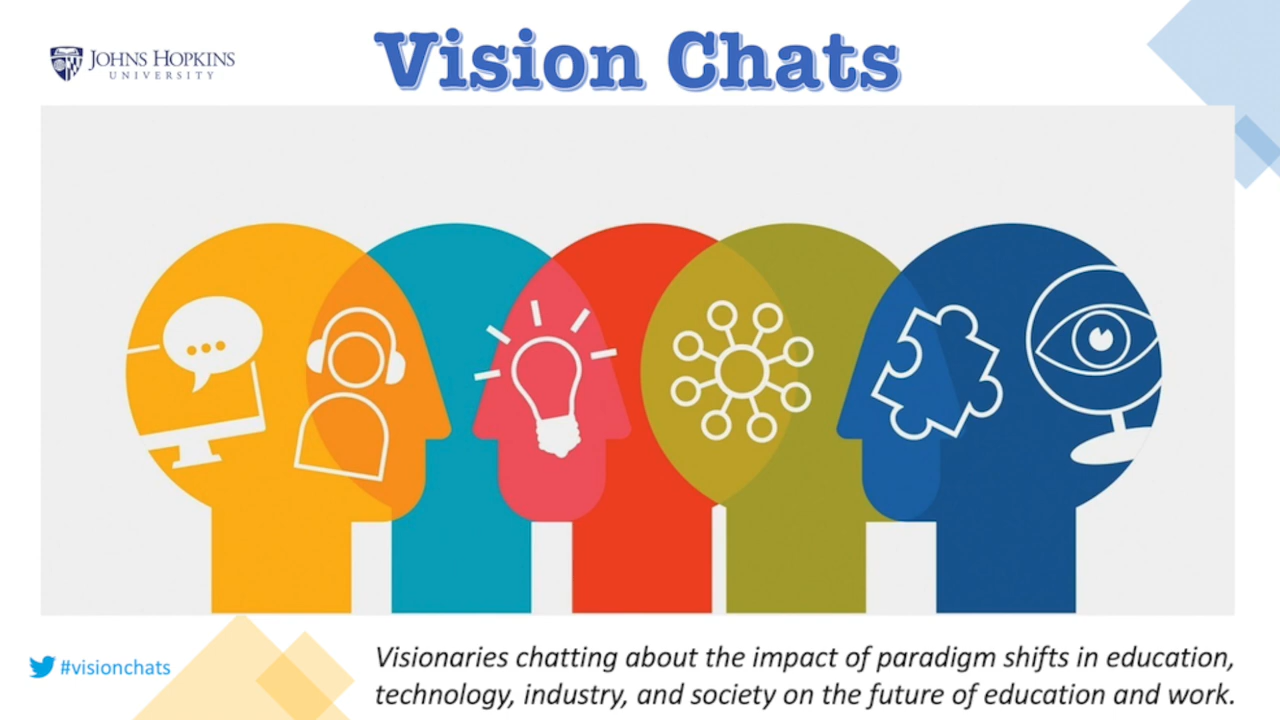 JOHNS HOPKINS
UNIVERSITY
Vision Chats
#visionchats
Visionaries chatting about the impact of paradigm shifts in education,
technology, industry, and society on the future of education and work.